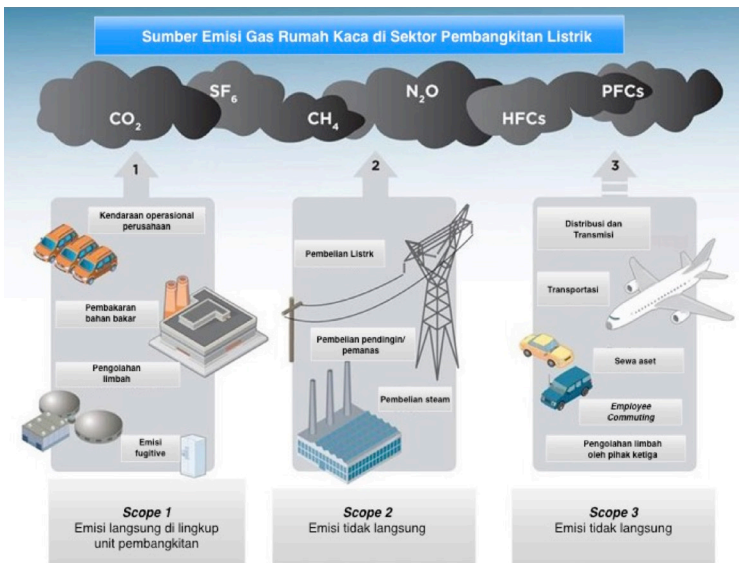 Sumber Emisi Gas Rumah Kaca di Sektor Pembangkitan Listrik
CO₂
SF₆
CH₄
N₂O
HFCs
PFCs
1
Kendaraan operasional
perusahaan
Pembakaran
bahan bakar
Pengolahan
limbah
Emisi
fugitive
Scope 1
Emisi langsung di lingkup
unit pembangkitan
2
Pembelian Listrk
Pembelian pendingin/
pemanas
Pembelian steam
Scope 2
Emisi tidak langsung
3
Distribusi dan
Transmisi
Transportasi
Sewa aset
Employee
Commuting
Pengolahan limbah
oleh pihak ketiga
Scope 3
Emisi tidak langsung